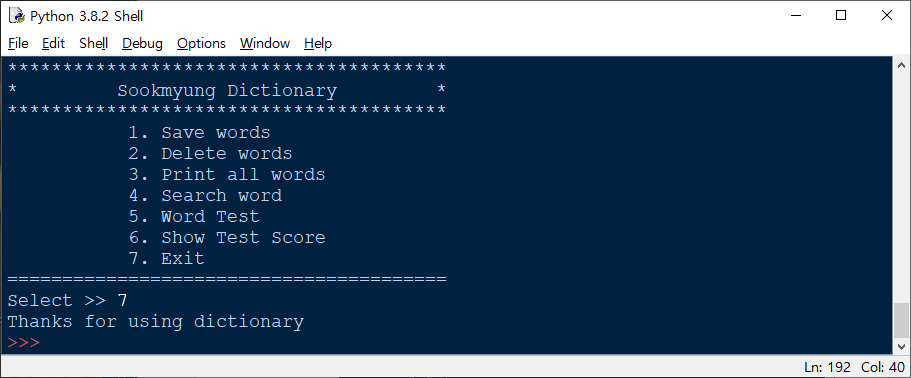 Python 3.8.2 Shell
File Edit Shell Debug Options Window Help
****************************************
* Sookmyung Dictionary *
****************************************
1. Save words
2. Delete words
3. Print all words
4. Search word
5. Word Test
6. Show Test Score
7. Exit
========================================
Select >> 7
Thanks for using dictionary
>>>
Ln: 192 Col: 40